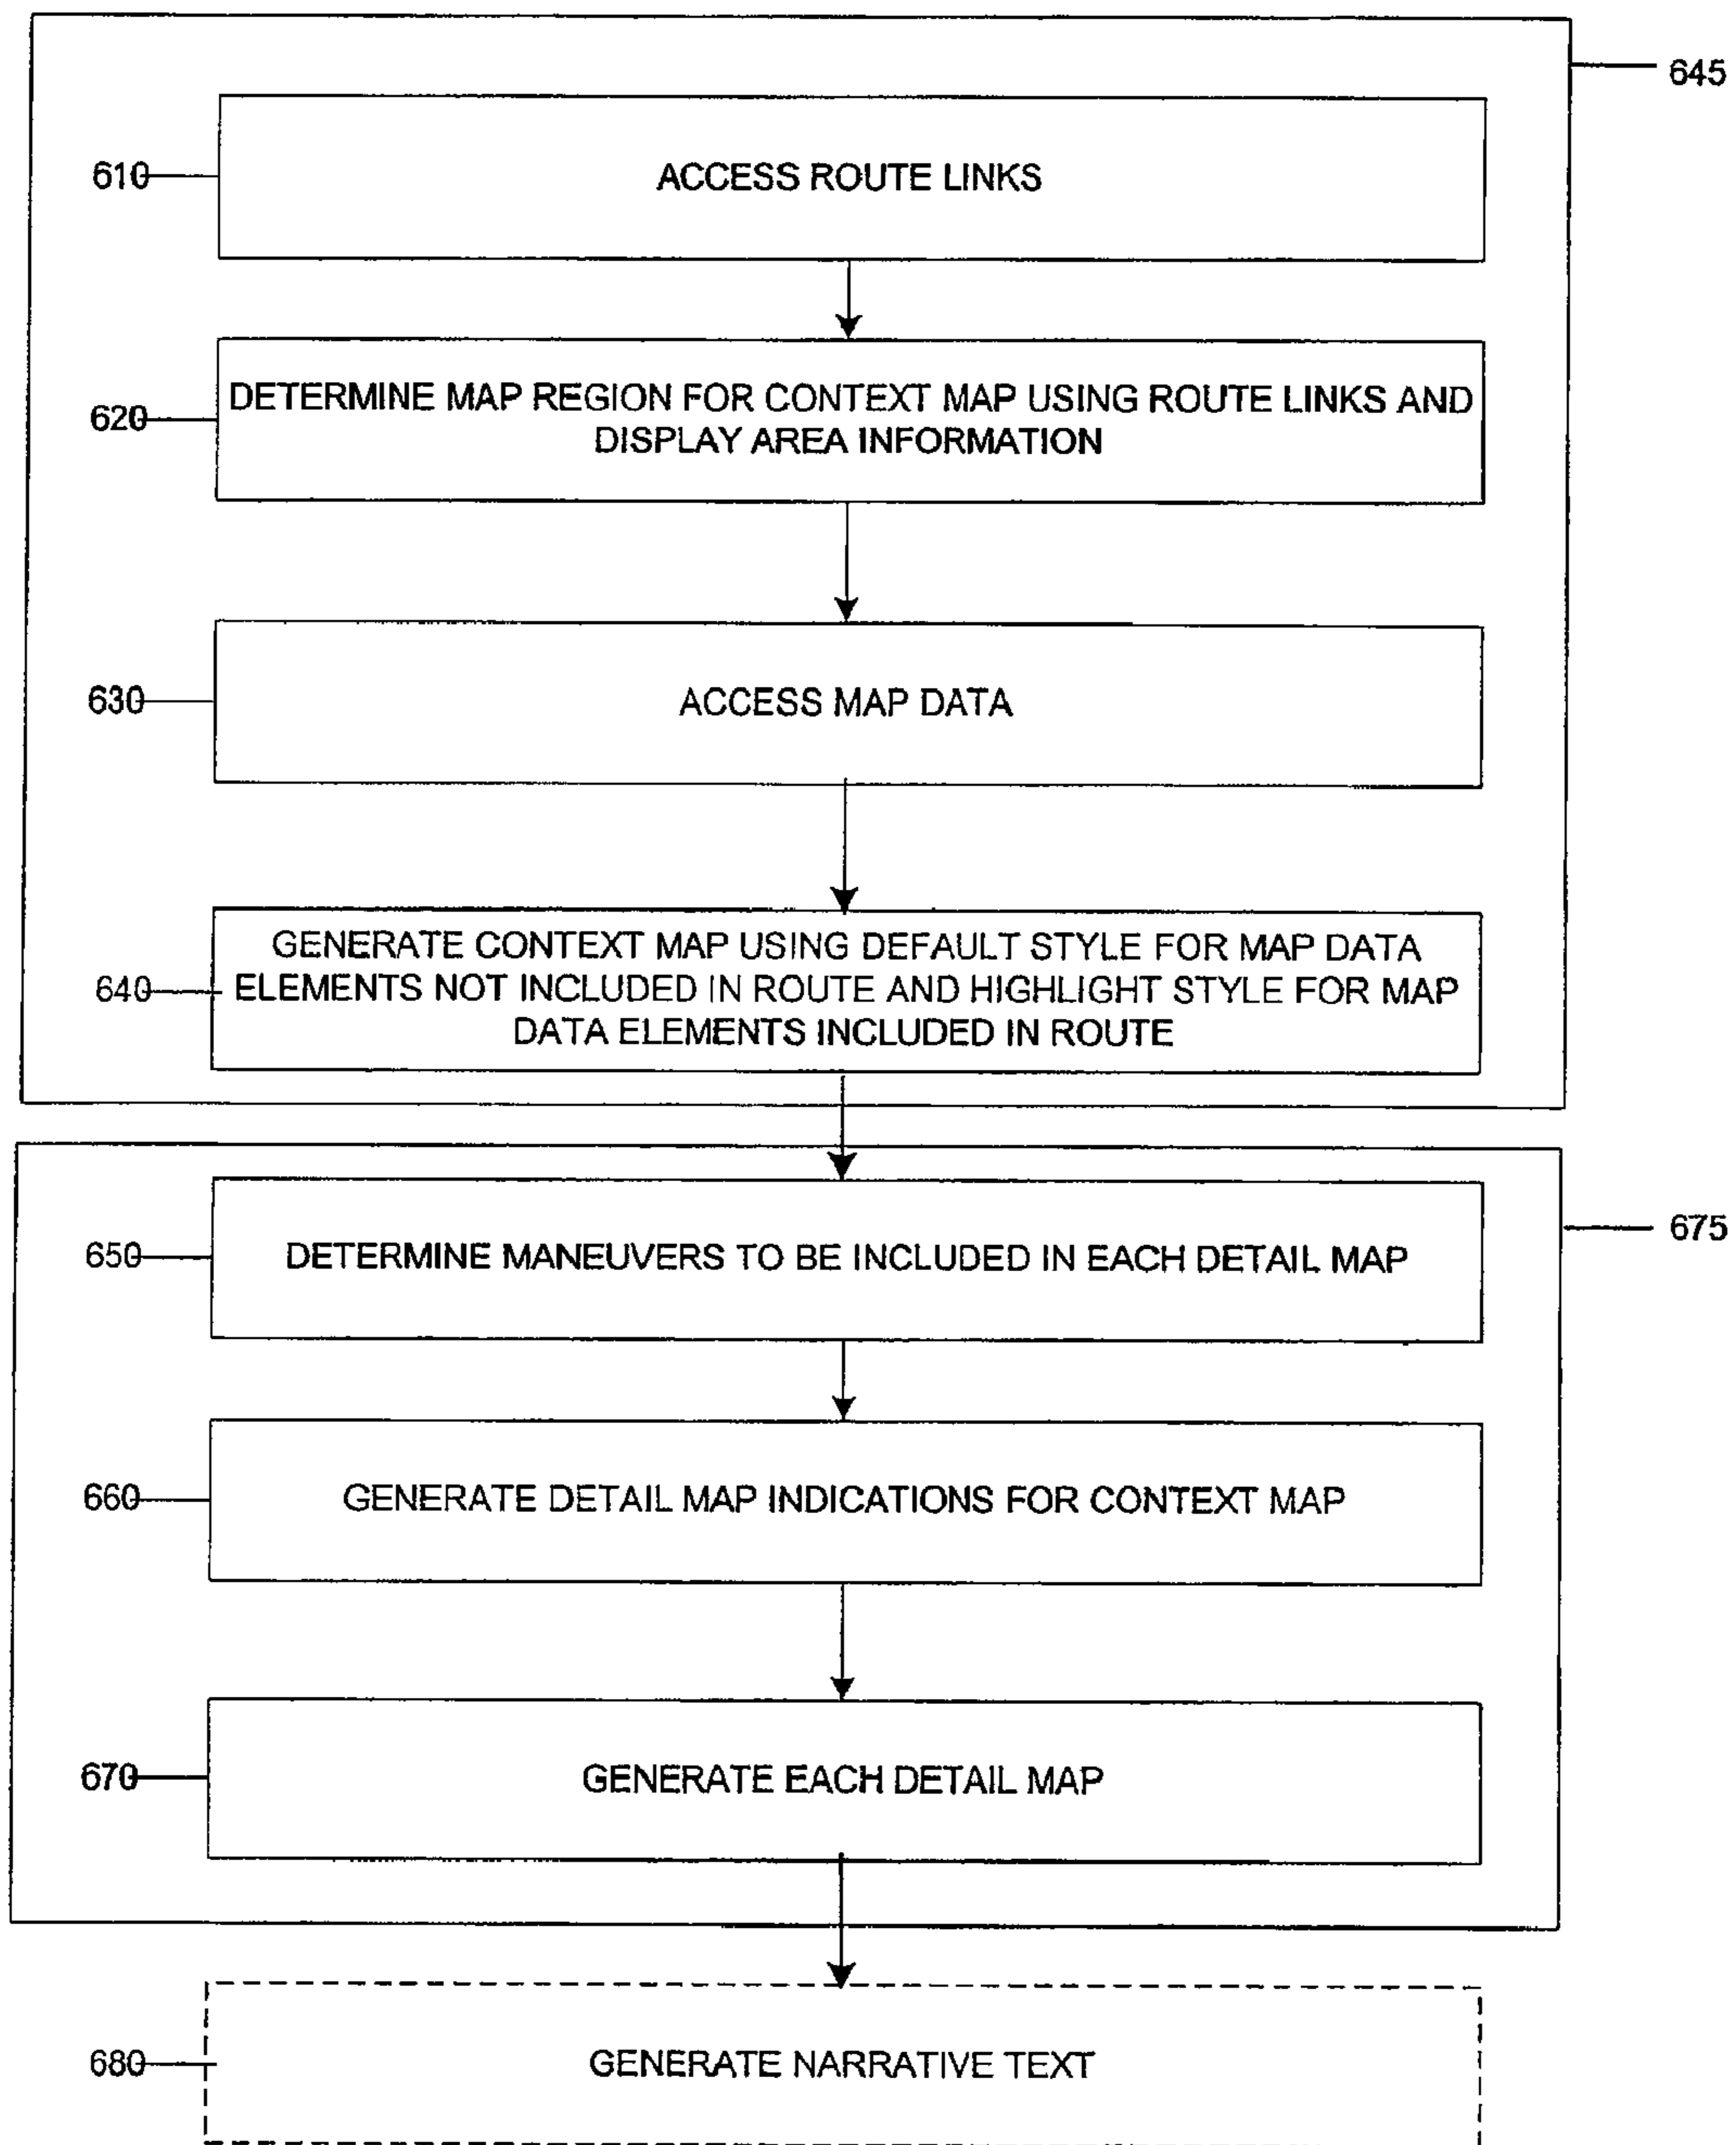 645
610
ACCESS ROUTE LINKS
620
DETERMINE MAP REGION FOR CONTEXT MAP USING ROUTE LINKS AND
DISPLAY AREA INFORMATION
630
ACCESS MAP DATA
GENERATE CONTEXT MAP USING DEFAULT STYLE FOR MAP DATA
640
ELEMENTS NOT INCLUDED IN ROUTE AND HIGHLIGHT STYLE FOR MAP
DATA ELEMENTS INCLUDED IN ROUTE
675
650
DETERMINE MANEUVERS TO BE INCLUDED IN EACH DETAIL MAP
660
GENERATE DETAIL MAP INDICATIONS FOR CONTEXT MAP
670
GENERATE EACH DETAIL MAP
680
GENERATE NARRATIVE TEXT